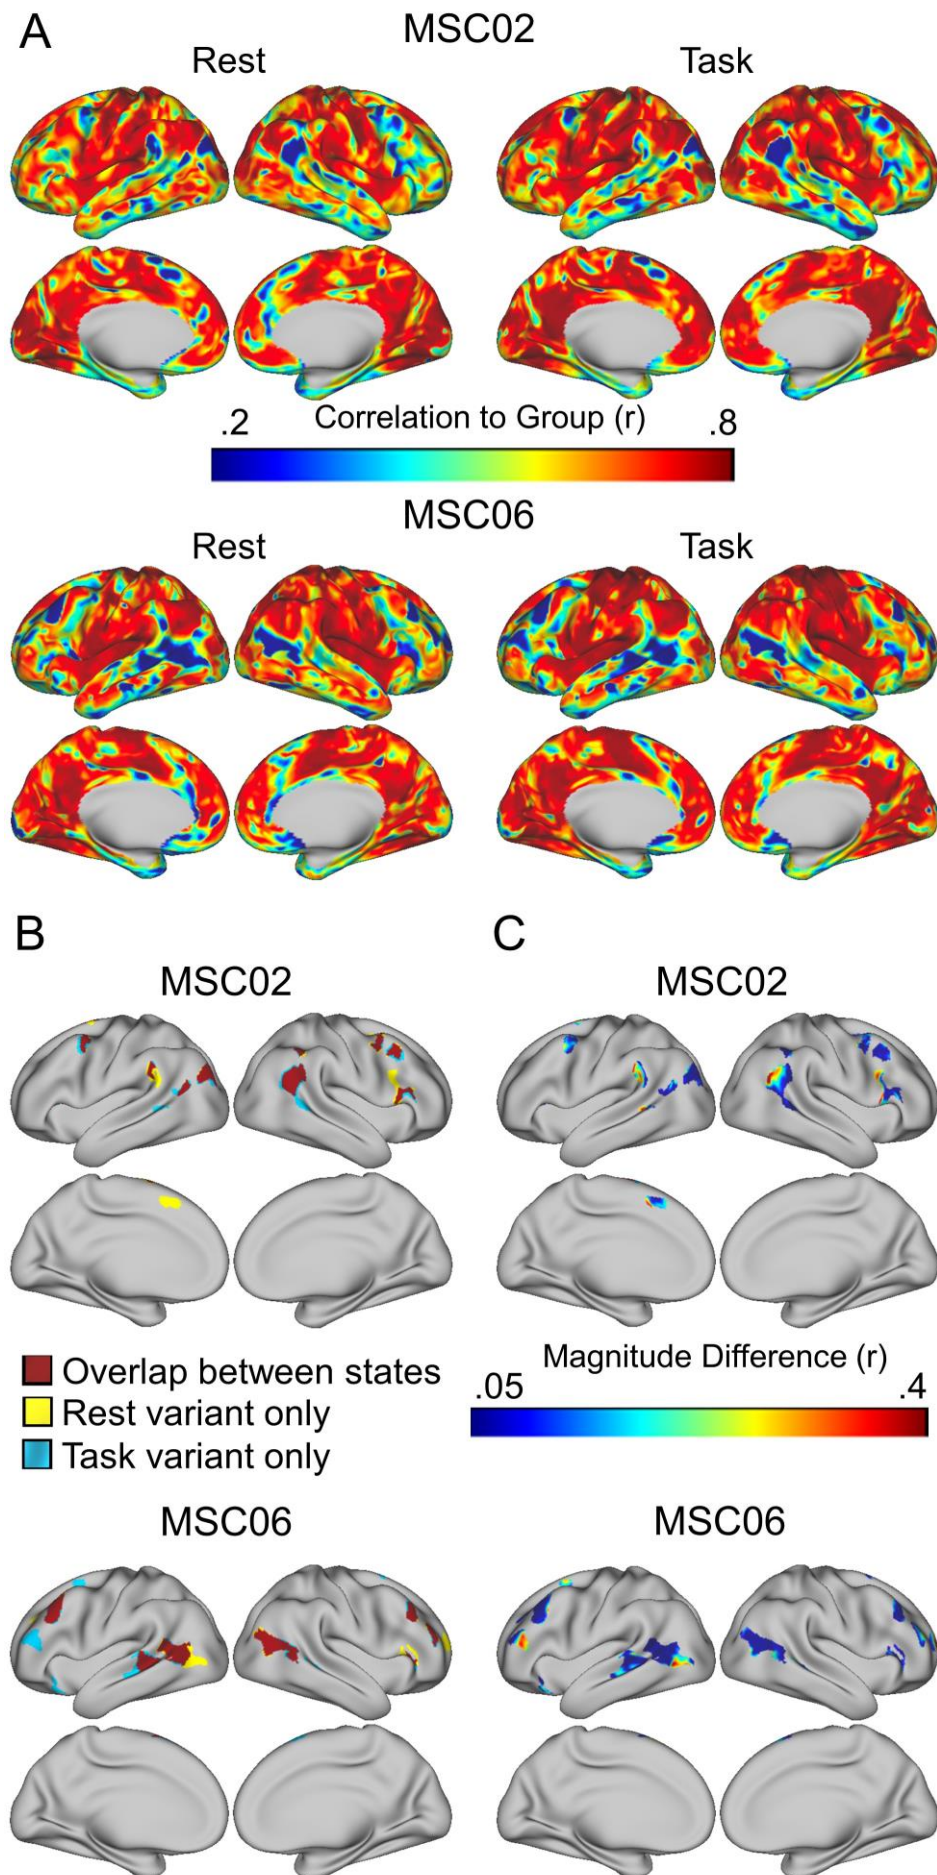 A
MSC02
Rest
Task
.2 Correlation to Group (r) .8
MSC06
Rest
Task
B
C
MSC02
MSC02
Overlap between states
Rest variant only
Task variant only
Magnitude Difference (r)
.05 .4
MSC06
MSC06